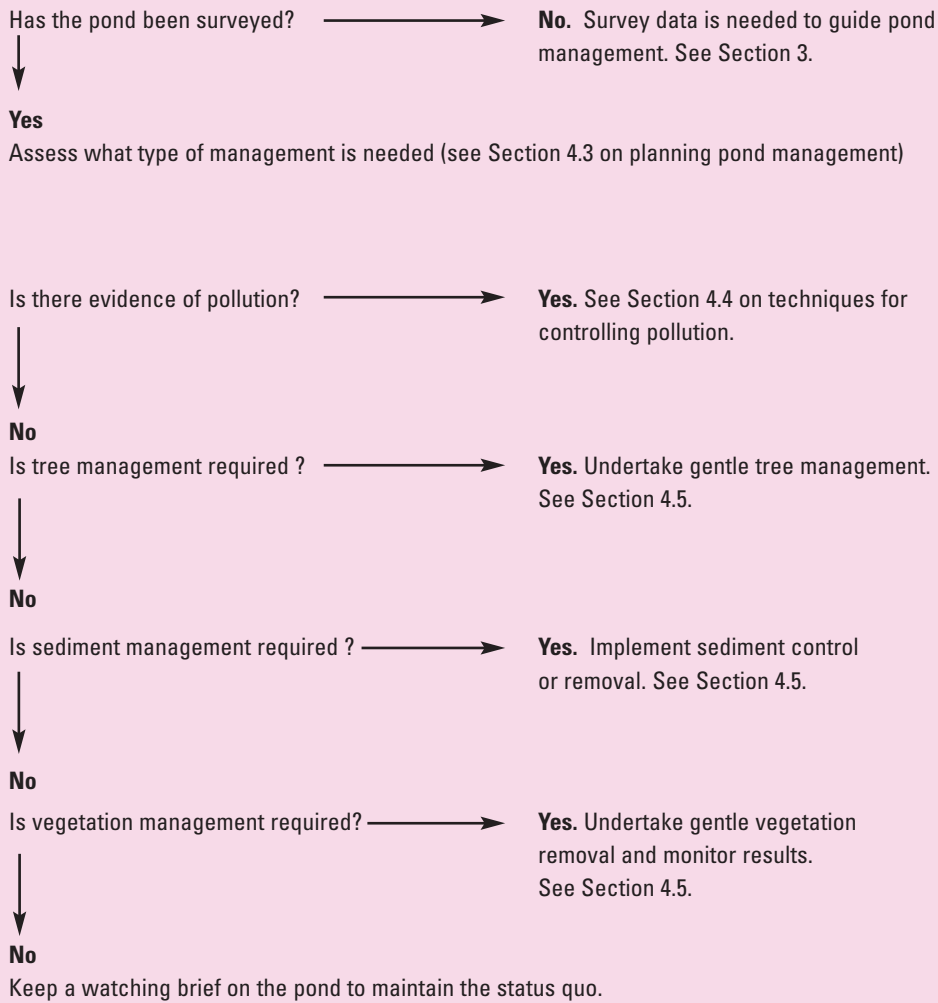 Has the pond been surveyed?
No. Survey data is needed to guide pond
management. See Section 3.
Yes
Assess what type of management is needed (see Section 4.3 on planning pond management)
Is there evidence of pollution?
Yes. See Section 4.4 on techniques for
controlling pollution.
No
Is tree management required ?
Yes. Undertake gentle tree management.
See Section 4.5.
No
Is sediment management required ?
Yes. Implement sediment control
or removal. See Section 4.5.
No
Is vegetation management required?
Yes. Undertake gentle vegetation
removal and monitor results.
See Section 4.5.
No
Keep a watching brief on the pond to maintain the status quo.